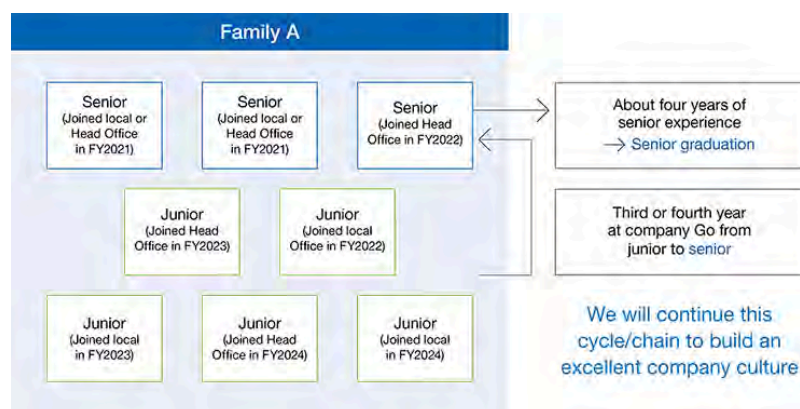 Family A
Senior
(Joined local or
Head Office
in FY2021)
Senior
(Joined local or
Head Office
in FY2021)
Senior
(Joined Head
Office in FY2022)
About four years of
senior experience
→ Senior graduation
Junior
(Joined Head
Office in FY2023)
Junior
(Joined local
Office in FY2022)
Third or fourth year
at company Go from
junior to senior
Junior
(Joined local
in FY2023)
Junior
(Joined Head
Office in FY2024)
Junior
(Joined local
in FY2024)
We will continue this
cycle/chain to build an
excellent company culture